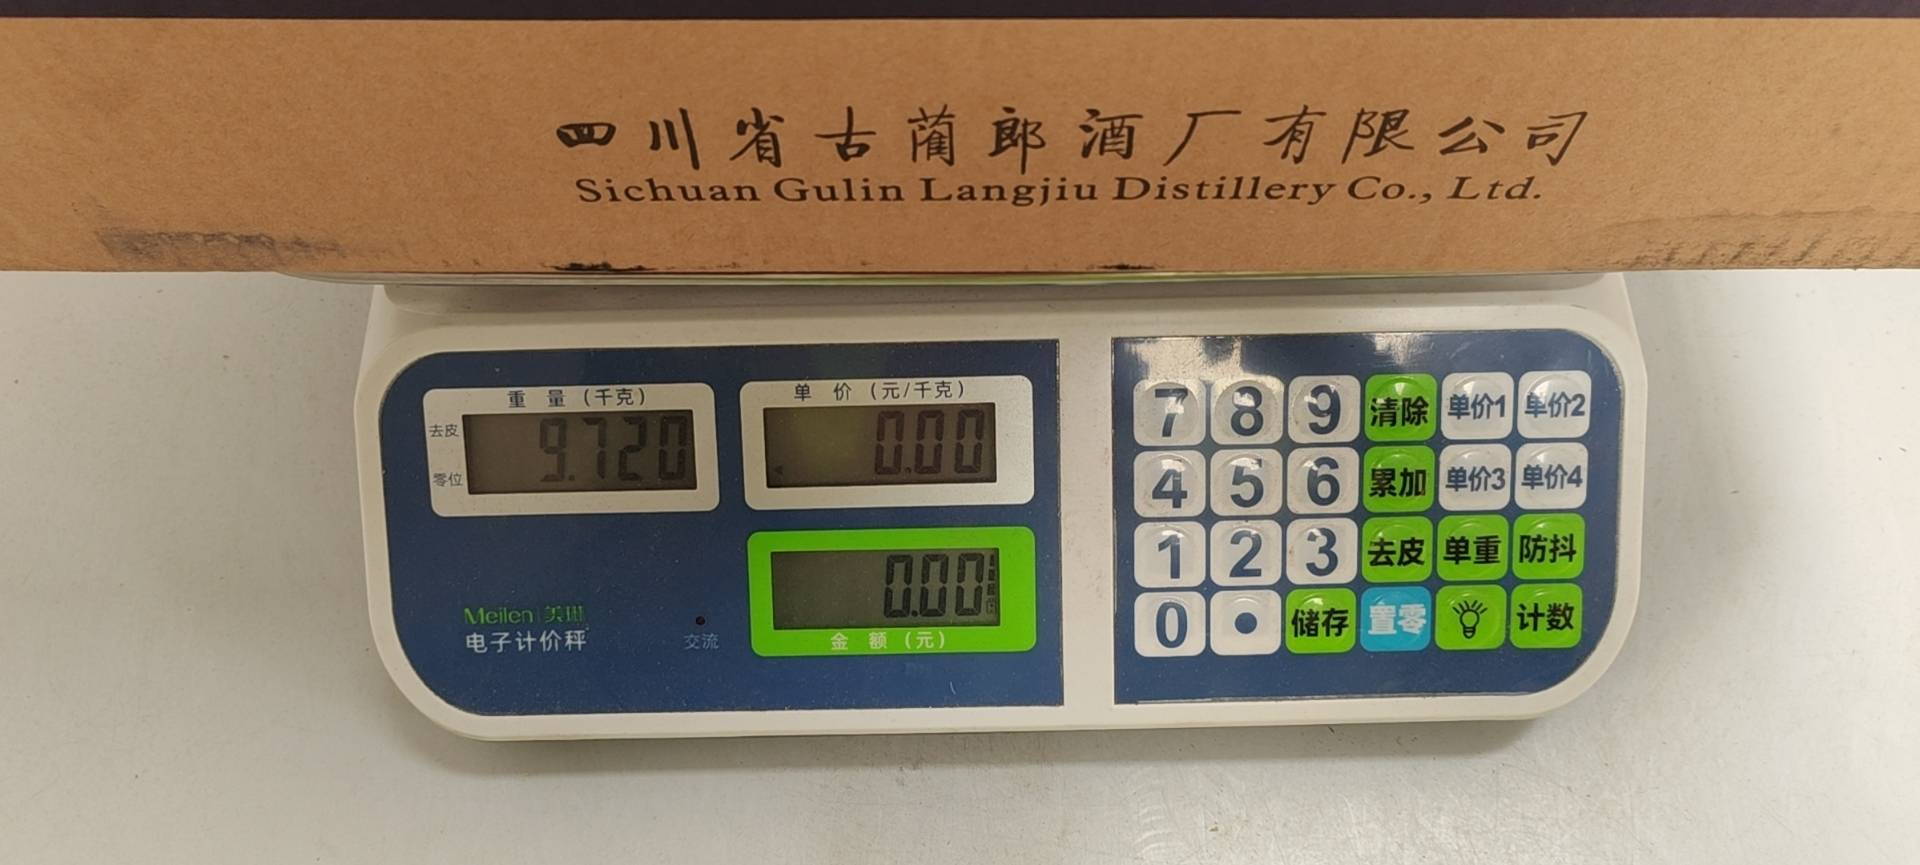 四川省古蔺郎酒厂有限公司
Sichuan Gulin Langjiu Distillery Co., Ltd.
重量(千克)
去皮
零位
9.720
单价(元/千克)
0.00
0.00
金额(元)
Meilen 美琳
电子计价秤
交流
7 8 9 清除 单价1 单价2
4 5 6 累加 单价3 单价4
1 2 3 去皮 单重 防抖
0 • 储存 置零 计数